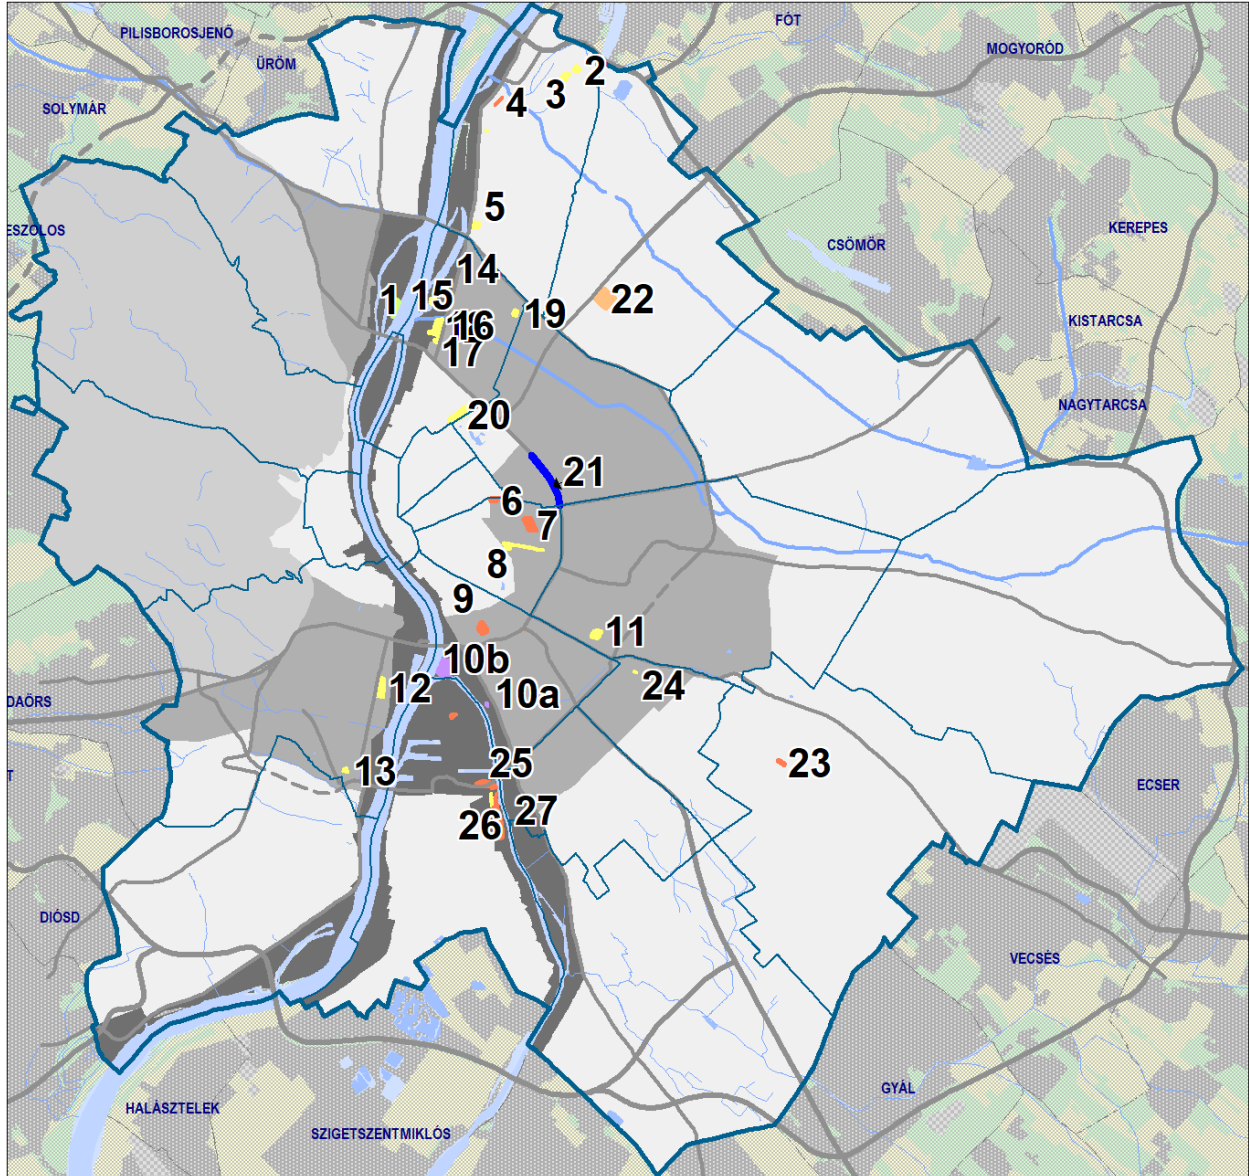 FÓT
PILISBOROSJENŐ
MOGYORÓD
ÜRÖM
2
3
4
SOLYMÁR
5
KEREPES
ESZŐLOS
CSÖMÖR
14
1
15
22
19
16
17
KISTARCSA
NAGYTARCSA
20
21
6
7
8
9
11
10b
24
12
10a
DAÖRS
25
13
23
T
ECSER
27
26
DIÓSD
VECSÉS
GYÁL
HALÁSZTELEK
SZIGETSZENTMIKLÓS